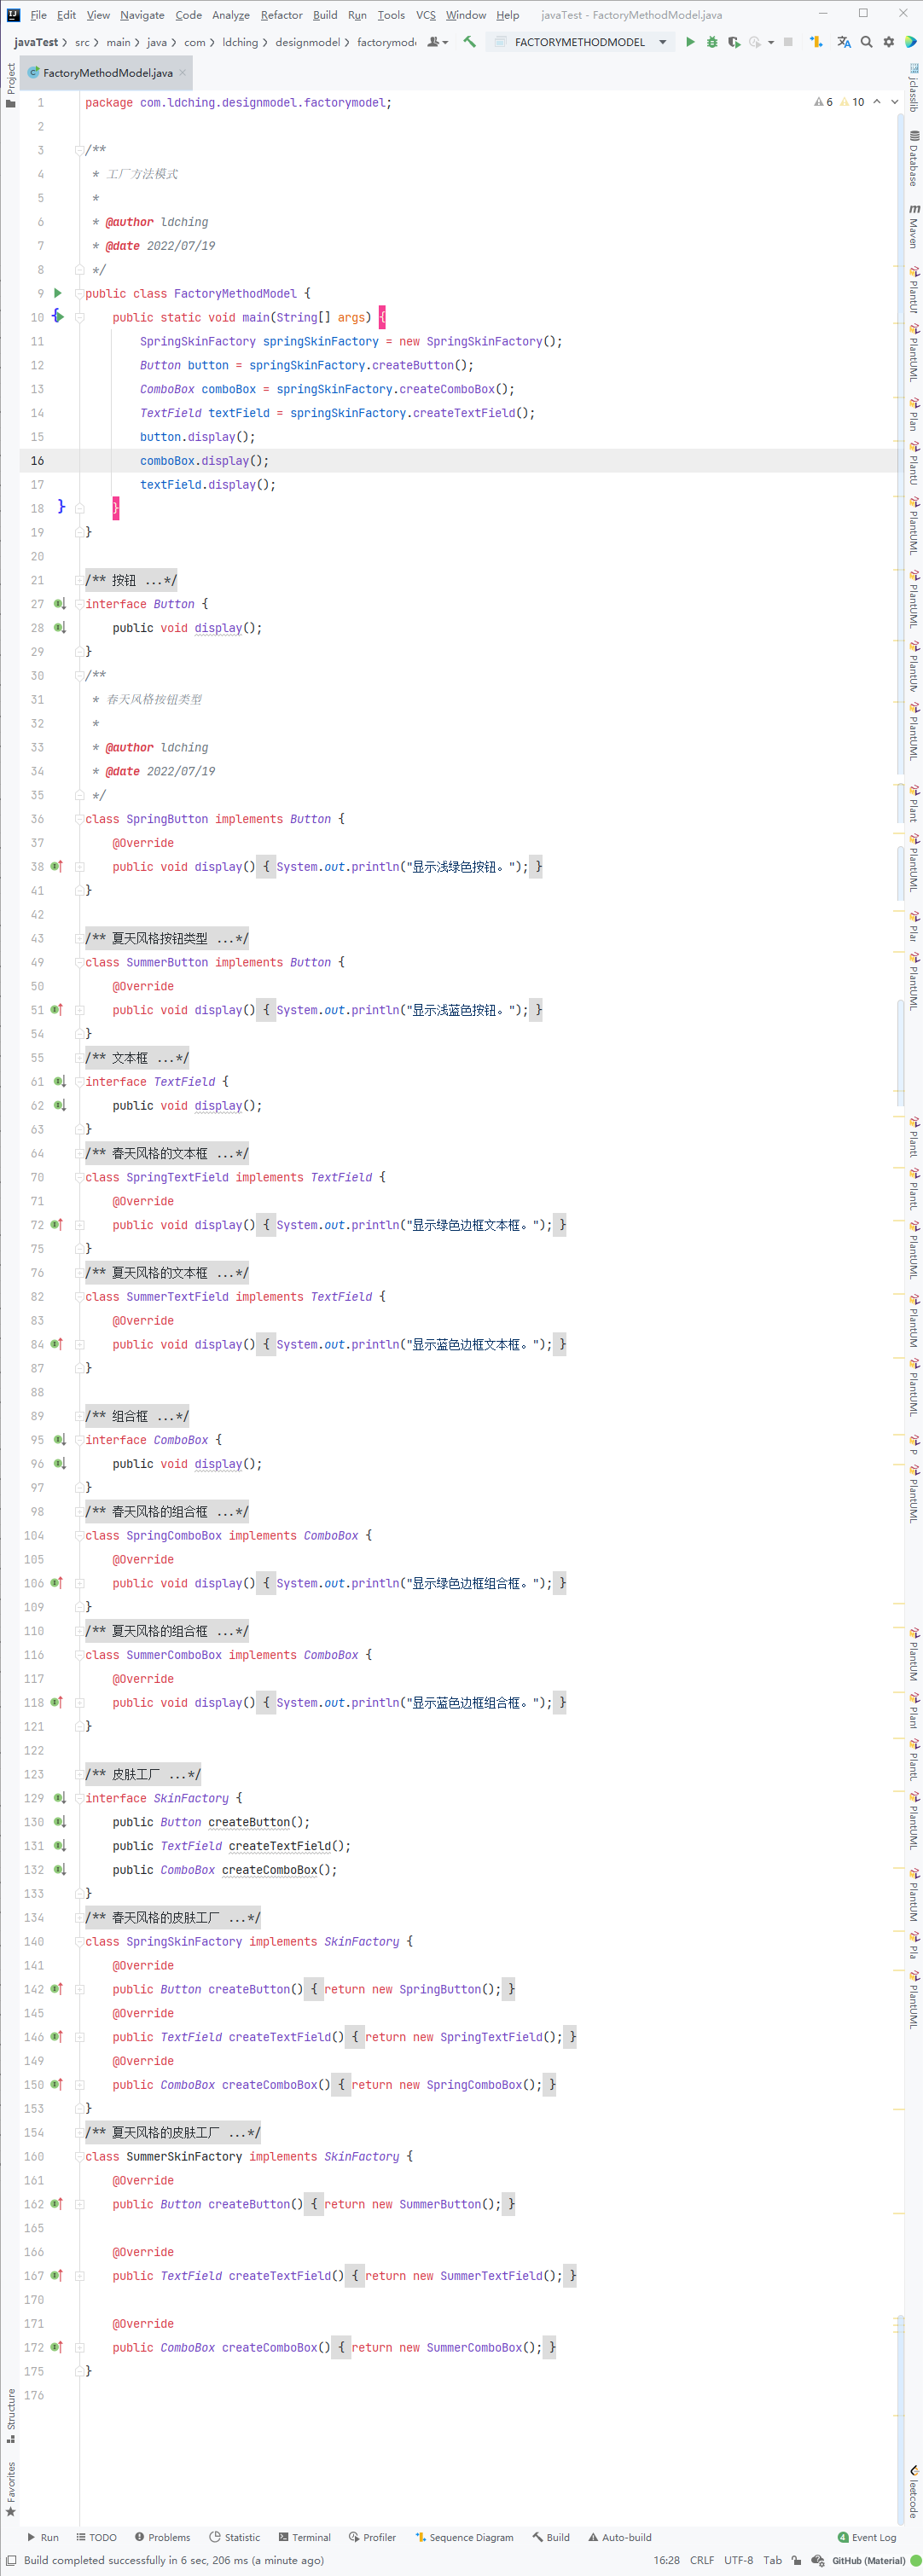 File Edit View Navigate Code Analyze Refactor Build Run Tools VCS Window Help javaTest - FactoryMethodModel.java
javaTest src main java com ldching designmodel factorymod FACTORYMETHODMODEL
FactoryMethodModel.java
6 10
1 package com.ldching.designmodel.factorymodel;
2
3 /**
4 * 工厂方法模式
5 *
6 * @author ldching
7 * @date 2022/07/19
8 */
9 public class FactoryMethodModel {
10 public static void main(String[] args) {
11 SpringSkinFactory springSkinFactory = new SpringSkinFactory();
12 Button button = springSkinFactory.createButton();
13 ComboBox comboBox = springSkinFactory.createComboBox();
14 TextField textField = springSkinFactory.createTextField();
15 button.display();
16 comboBox.display();
17 textField.display();
18 }
19 }
20
21 /** 按钮 ...*/
27 interface Button {
28 public void display();
29 }
30 /**
31 * 春天风格按钮类型
32 *
33 * @author ldching
34 * @date 2022/07/19
35 */
36 class SpringButton implements Button {
37 @Override
38 public void display() { System.out.println("显示浅绿色按钮。"); }
41 }
42
43 /** 夏天风格按钮类型 ...*/
49 class SummerButton implements Button {
50 @Override
51 public void display() { System.out.println("显示浅蓝色按钮。"); }
54 }
55 /** 文本框 ...*/
61 interface TextField {
62 public void display();
63 }
64 /** 春天风格的文本框 ...*/
70 class SpringTextField implements TextField {
71 @Override
72 public void display() { System.out.println("显示绿色边框文本框。"); }
75 }
76 /** 夏天风格的文本框 ...*/
82 class SummerTextField implements TextField {
83 @Override
84 public void display() { System.out.println("显示蓝色边框文本框。"); }
87 }
88
89 /** 组合框 ...*/
95 interface ComboBox {
96 public void display();
97 }
98 /** 春天风格的组合框 ...*/
104 class SpringComboBox implements ComboBox {
105 @Override
106 public void display() { System.out.println("显示绿色边框组合框。"); }
109 }
110 /** 夏天风格的组合框 ...*/
116 class SummerComboBox implements ComboBox {
117 @Override
118 public void display() { System.out.println("显示蓝色边框组合框。"); }
121 }
122
123 /** 皮肤工厂 ...*/
129 interface SkinFactory {
130 public Button createButton();
131 public TextField createTextField();
132 public ComboBox createComboBox();
133 }
134 /** 春天风格的皮肤工厂 ...*/
140 class SpringSkinFactory implements SkinFactory {
141 @Override
142 public Button createButton() { return new SpringButton(); }
145 @Override
146 public TextField createTextField() { return new SpringTextField(); }
149 @Override
150 public ComboBox createComboBox() { return new SpringComboBox(); }
153 }
154 /** 夏天风格的皮肤工厂 ...*/
160 class SummerSkinFactory implements SkinFactory {
161 @Override
162 public Button createButton() { return new SummerButton(); }
165
166 @Override
167 public TextField createTextField() { return new SummerTextField(); }
170
171 @Override
172 public ComboBox createComboBox() { return new SummerComboBox(); }
175 }
176
Project
Structure
Favorites
jclasslib
Database
Maven
PlantUML
PlantUML
PlantUML
PlantUML
PlantUML
PlantUML
PlantUML
PlantUML
PlantUML
PlantUML
PlantUML
PlantUML
PlantUML
leetcode
Run TODO Problems Statistic Terminal Profiler Sequence Diagram Build Auto-build 4 Event Log
Build completed successfully in 6 sec, 206 ms (a minute ago) 16:28 CRLF UTF-8 Tab GitHub (Material)